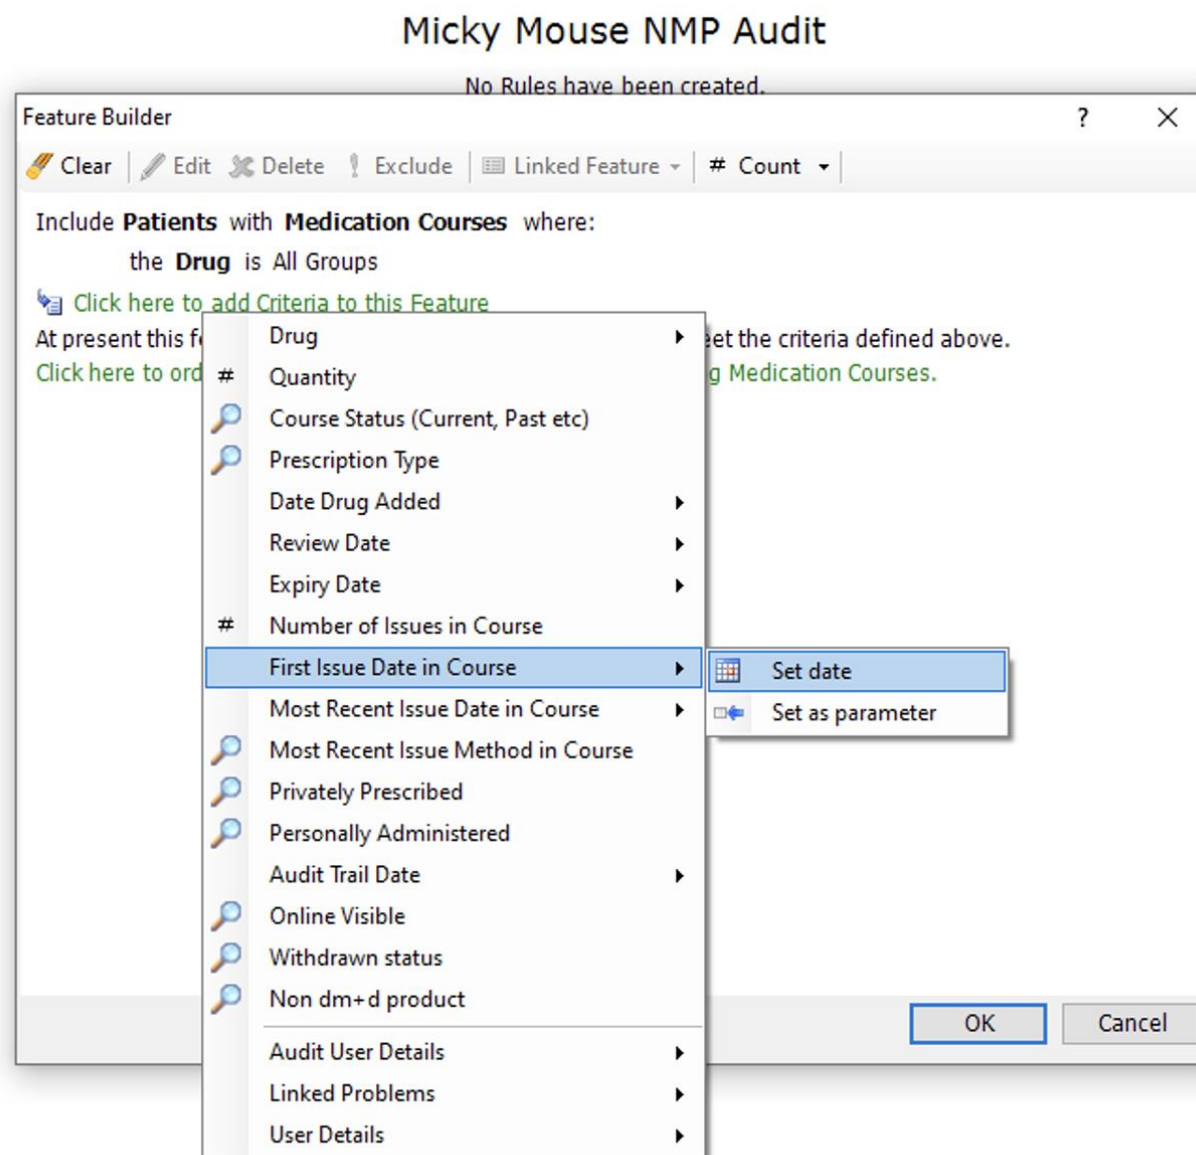 Micky Mouse NMP Audit
No Rules have been created.
Feature Builder ? ×
Clear Edit Delete ! Exclude Linked Feature # Count
Include Patients with Medication Courses where:
the Drug is All Groups
Click here to add Criteria to this Feature
At present this f et the criteria defined above.
Click here to ord g Medication Courses.
Drug
# Quantity
Course Status (Current, Past etc)
Prescription Type
Date Drug Added
Review Date
Expiry Date
# Number of Issues in Course
First Issue Date in Course
Set date
Most Recent Issue Date in Course
Set as parameter
Most Recent Issue Method in Course
Privately Prescribed
Personally Administered
Audit Trail Date
Online Visible
Withdrawn status
Non dm+d product
OK Cancel
Audit User Details
Linked Problems
User Details